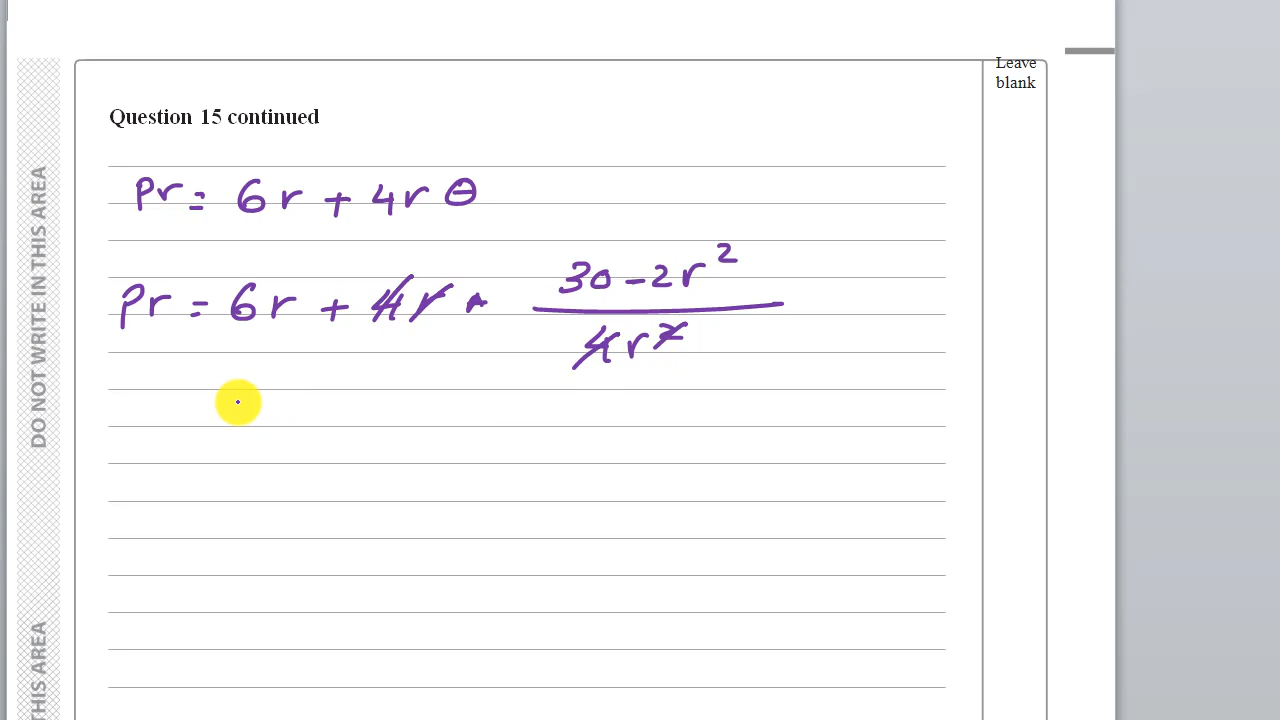 Leave
blank
Question 15 continued
DO NOT WRITE IN THIS AREA
Pr = 6r + 4r θ
Pr = 6r + 4r × (30 - 2r²)/(4r²)
THIS AREA